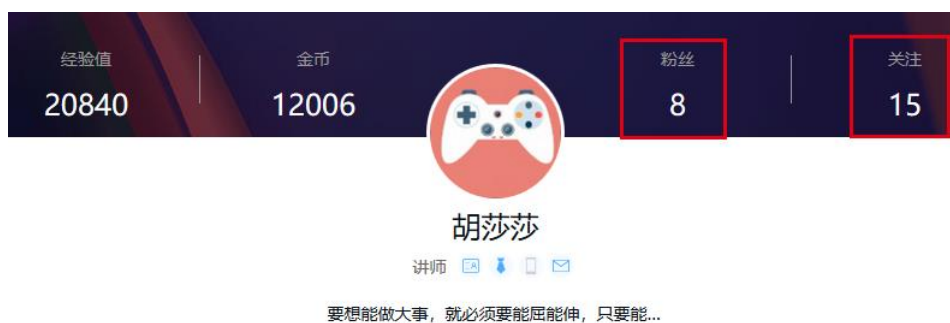 经验值 金币 粉丝 关注
20840 12006 8 15
胡莎莎
讲师
要想能做大事，就必须要能屈能伸，只要能...